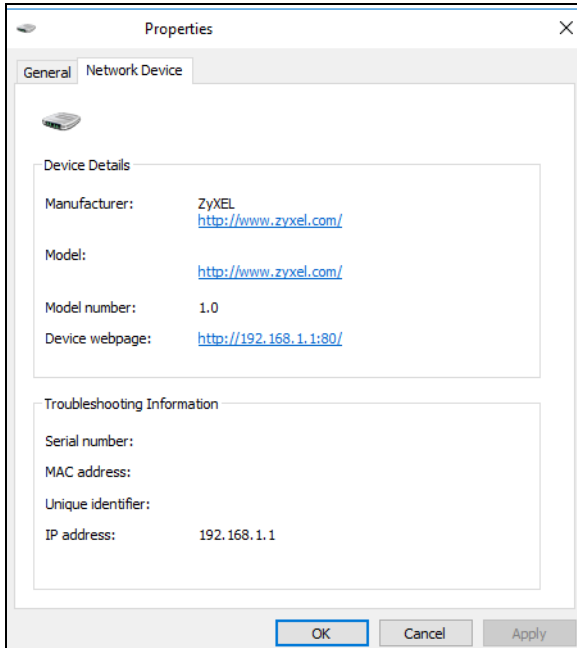 Properties
General Network Device
Device Details
Manufacturer: ZyXEL
http://www.zyxel.com/
Model:
http://www.zyxel.com/
Model number: 1.0
Device webpage: http://192.168.1.1:80/
Troubleshooting Information
Serial number:
MAC address:
Unique identifier:
IP address: 192.168.1.1
OK Cancel Apply